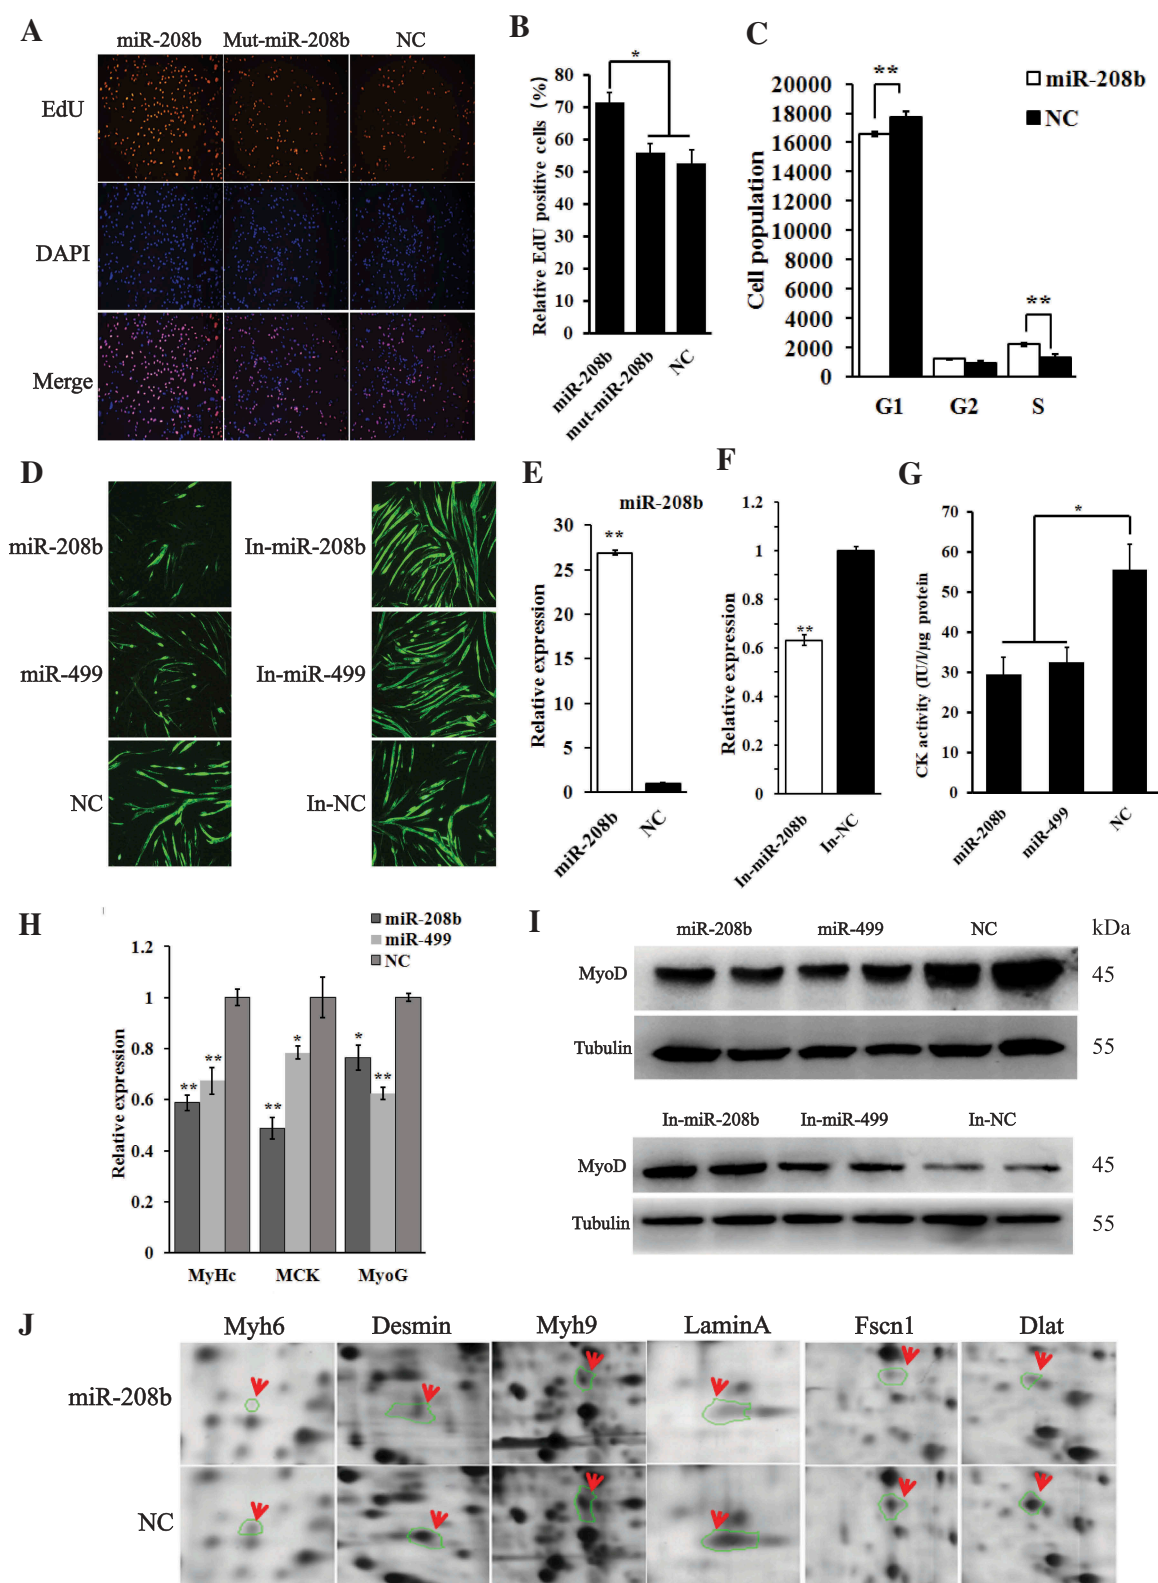 A
miR-208b Mut-miR-208b NC
EdU
DAPI
Merge
B
*
Relative EdU positive cells (%)
80
70
60
50
40
30
20
10
0
miR-208b
mut-miR-208b
NC
C
miR-208b
NC
**
**
Cell population
20000
18000
16000
14000
12000
10000
8000
6000
4000
2000
0
G1 G2 S
D
miR-208b In-miR-208b
miR-499 In-miR-499
NC In-NC
E
miR-208b
**
Relative expression
30
25
20
15
10
5
0
miR-208b
NC
F
**
Relative expression
1.2
1
0.8
0.6
0.4
0.2
0
In-miR-208b
In-NC
G
*
CK activity (IU/l/µg protein
70
60
50
40
30
20
10
0
miR-208b
miR-499
NC
H
miR-208b
miR-499
NC
Relative expression
1.2
1
0.8
0.6
0.4
0.2
0
** ** ** * * **
MyHc MCK MyoG
I
miR-208b miR-499 NC kDa
MyoD 45
Tubulin 55
In-miR-208b In-miR-499 In-NC
MyoD 45
Tubulin 55
J
Myh6 Desmin Myh9 LaminA Fscn1 Dlat
miR-208b
NC